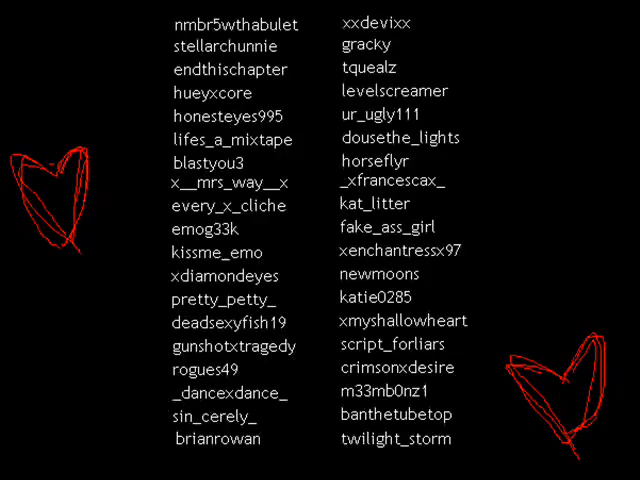 nmbr5wthabulet
stellarchunnie
endthischapter
hueyxcore
honesteyes995
lifes_a_mixtape
blastyou3
x__mrs_way__x
every_x_cliche
emog33k
kissme_emo
xdiamondeyes
pretty_petty_
deadsexyfish19
gunshotxtragedy
rogues49
_dancexdance_
sin_cerely_
brianrowan
xxdevixx
gracky
tquealz
levelscreamer
ur_ugly111
dousethe_lights
horseflyr
_xfrancescax_
kat_litter
fake_ass_girl
xenchantressx97
newmoons
katie0285
xmyshallowheart
script_forliars
crimsonxdesire
m33mb0nz1
banthetubetop
twilight_storm